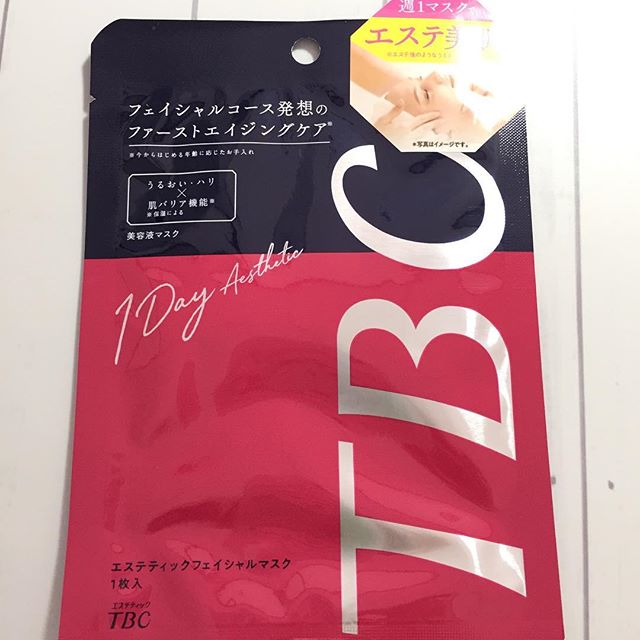 週1マスク
エステ美
フェイシャルコース発想の
ファーストエイジングケア※
※今からはじめる年齢に応じたお手入れ
※写真はイメージです。
うるおい・ハリ
×
肌バリア機能※
※保湿による
美容液マスク
1Day Aesthetic
TBC
エステティックフェイシャルマスク
1枚入
エステティック
TBC